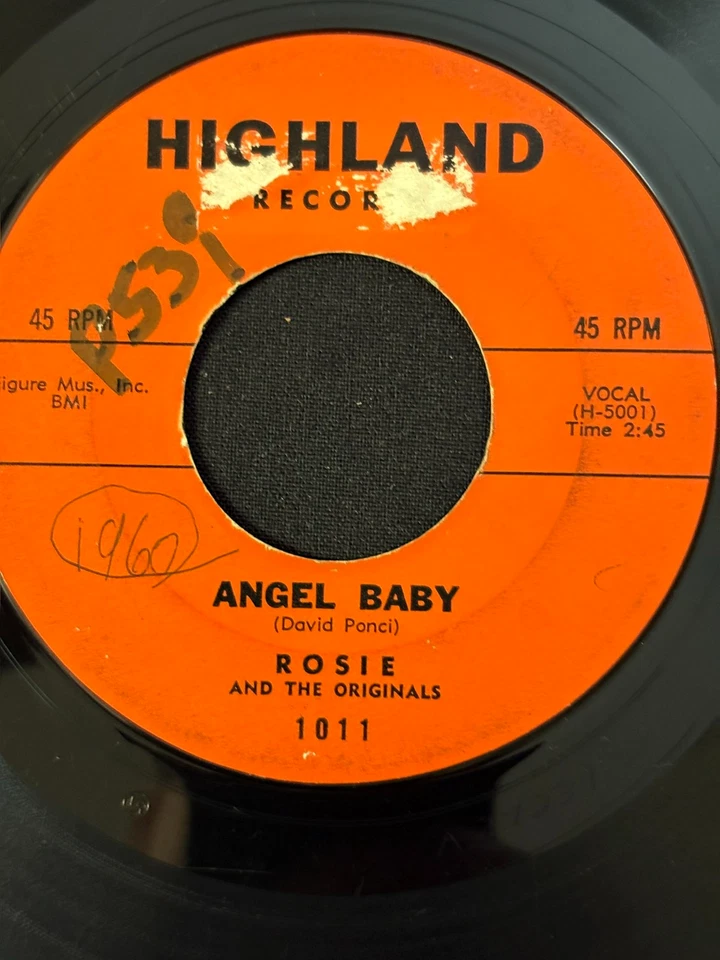 HIGHLAND
RECOR
P539!
45 RPM
45 RPM
igure Mus., Inc.
BMI
VOCAL
(H-5001)
Time 2:45
1960
ANGEL BABY
(David Ponci)
ROSIE
AND THE ORIGINALS
1011